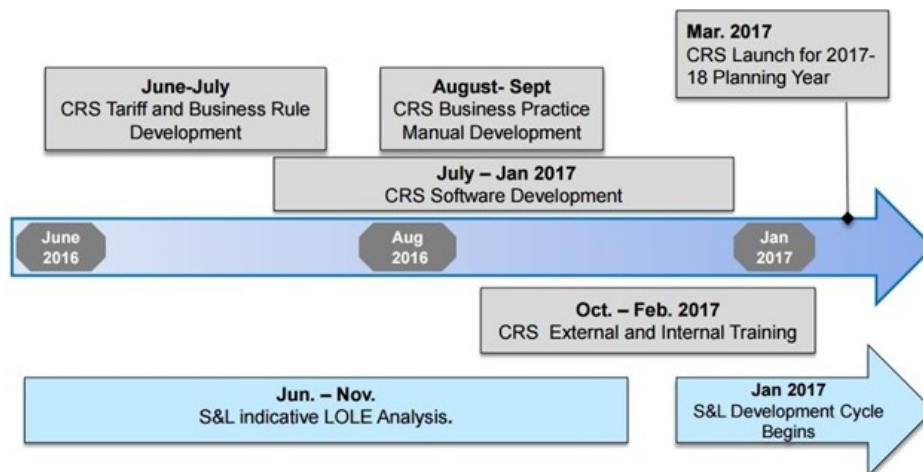 Mar. 2017
CRS Launch for 2017-
18 Planning Year
June-July
CRS Tariff and Business Rule
Development
August- Sept
CRS Business Practice
Manual Development
July – Jan 2017
CRS Software Development
June
2016
Aug
2016
Jan
2017
Oct. – Feb. 2017
CRS External and Internal Training
Jun. – Nov.
S&L indicative LOLE Analysis.
Jan 2017
S&L Development Cycle
Begins